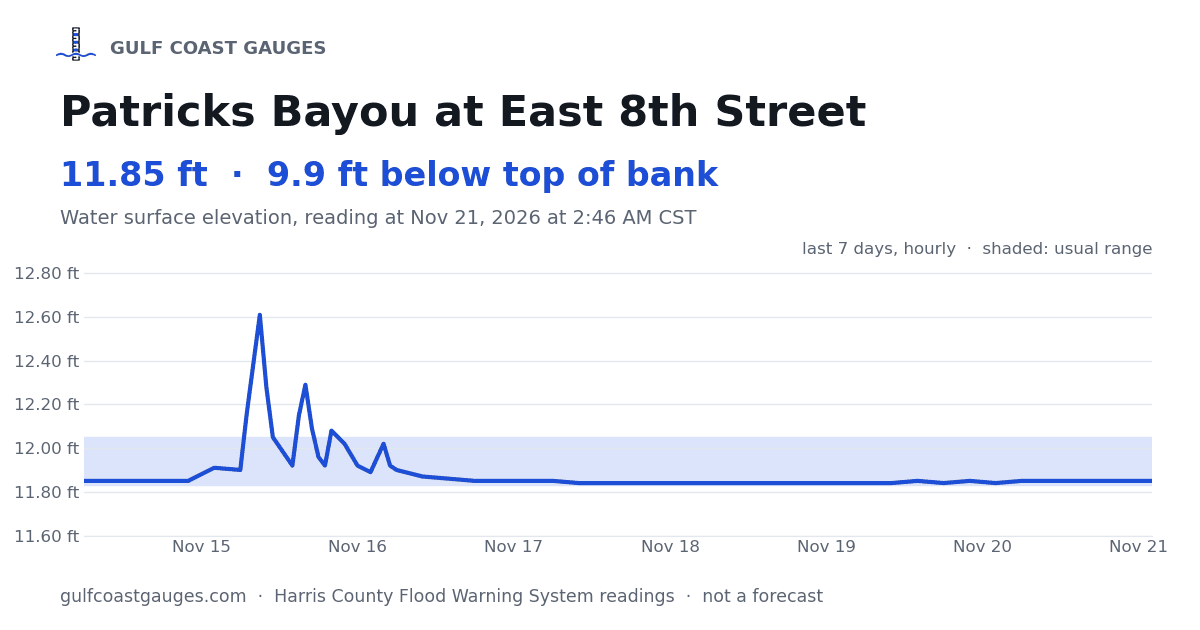 GULF COAST GAUGES
Patricks Bayou at East 8th Street
11.85 ft · 9.9 ft below top of bank
Water surface elevation, reading at Nov 21, 2026 at 2:46 AM CST
last 7 days, hourly · shaded: usual range
12.80 ft
12.60 ft
12.40 ft
12.20 ft
12.00 ft
11.80 ft
11.60 ft
Nov 15 Nov 16 Nov 17 Nov 18 Nov 19 Nov 20 Nov 21
gulfcoastgauges.com · Harris County Flood Warning System readings · not a forecast